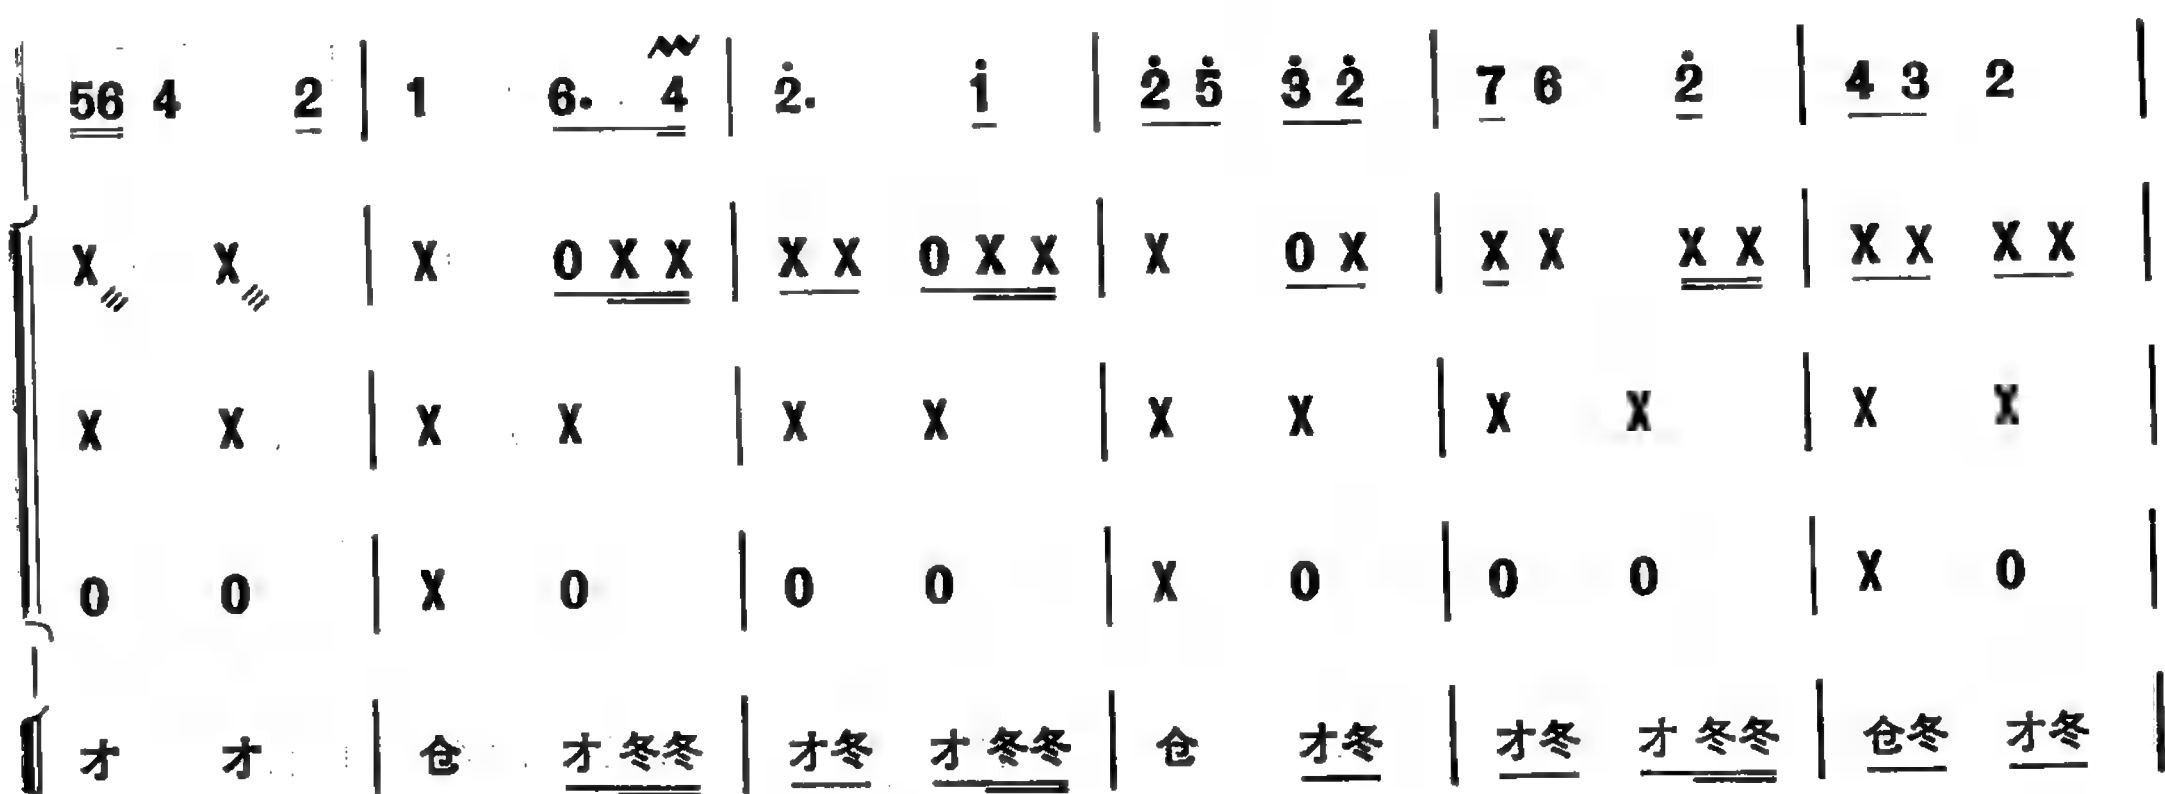 56 4 2 | 1 6. 4 | 2̇. 1̇ | 2̇ 5̇ 3̇ 2̇ | 7 6 2̇ | 4 3 2 |
X X | X 0 X X | X X 0 X X | X 0 X | X X X X | X X X X |
X X | X X | X X | X X | X X | X X |
0 0 | X 0 | 0 0 | X 0 | 0 0 | X 0 |
才 才 | 仓 才 冬冬 | 才冬 才 冬冬 | 仓 才冬 | 才冬 才 冬冬 | 仓冬 才冬 |